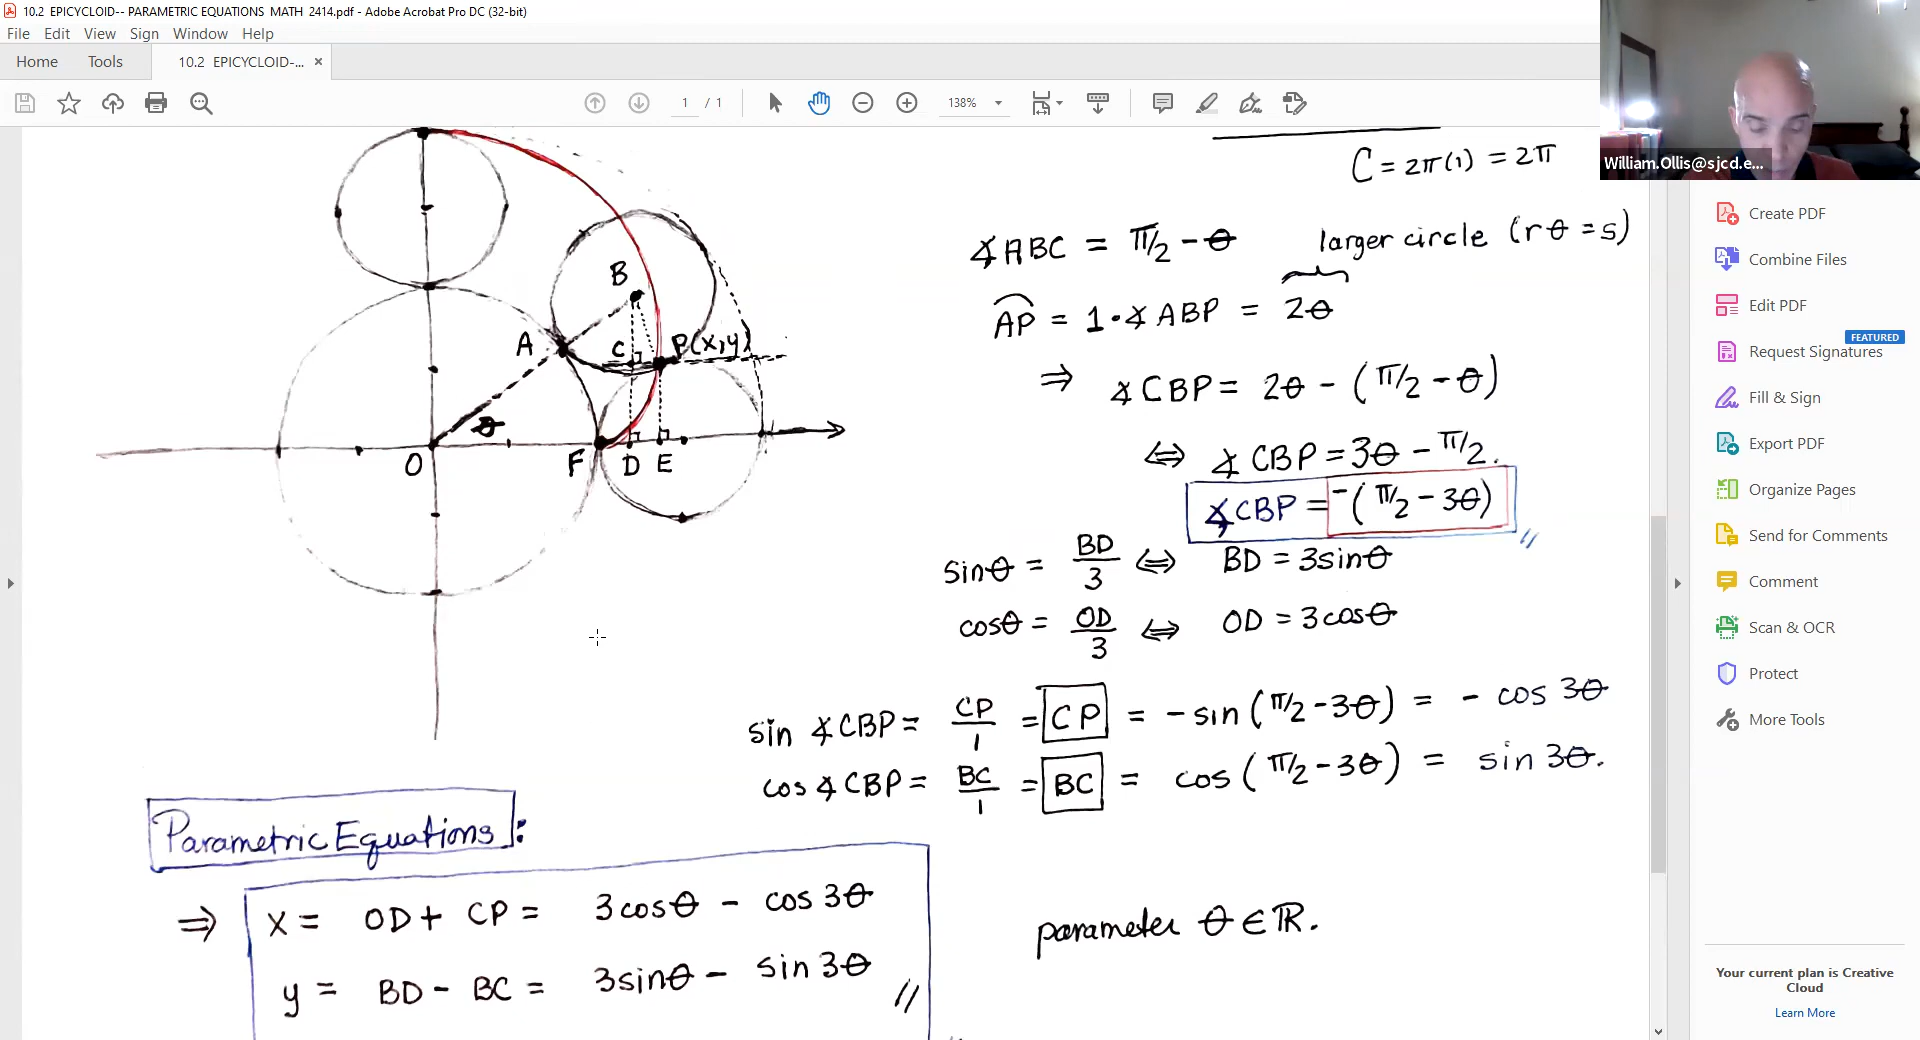 10.2 EPICYCLOID-- PARAMETRIC EQUATIONS MATH 2414.pdf - Adobe Acrobat Pro DC (32-bit)
File Edit View Sign Window Help
Home Tools 10.2 EPICYCLOID-... ×
1 / 1 138%
William.Ollis@sjcd.e...
C = 2π(1) = 2π
∡ABC = π/2 - θ
larger circle (rθ = s)
AP = 1·∡ABP = 2θ
⇒ ∡CBP = 2θ - (π/2 - θ)
⇔ ∡CBP = 3θ - π/2.
∡CBP = -(π/2 - 3θ)
sinθ = BD/3 ⇔ BD = 3sinθ
cosθ = OD/3 ⇔ OD = 3cosθ
sin ∡CBP = CP/1 = CP = -sin(π/2 - 3θ) = - cos 3θ
cos ∡CBP = BC/1 = BC = cos(π/2 - 3θ) = sin 3θ.
B
A
C
P(x,y)
θ
O
F
D
E
Parametric Equations:
⇒ x = OD + CP = 3cosθ - cos 3θ
y = BD - BC = 3sinθ - sin 3θ //
parameter θ ∈ ℝ.
Create PDF
Combine Files
Edit PDF
FEATURED
Request Signatures
Fill & Sign
Export PDF
Organize Pages
Send for Comments
Comment
Scan & OCR
Protect
More Tools
Your current plan is Creative
Cloud
Learn More